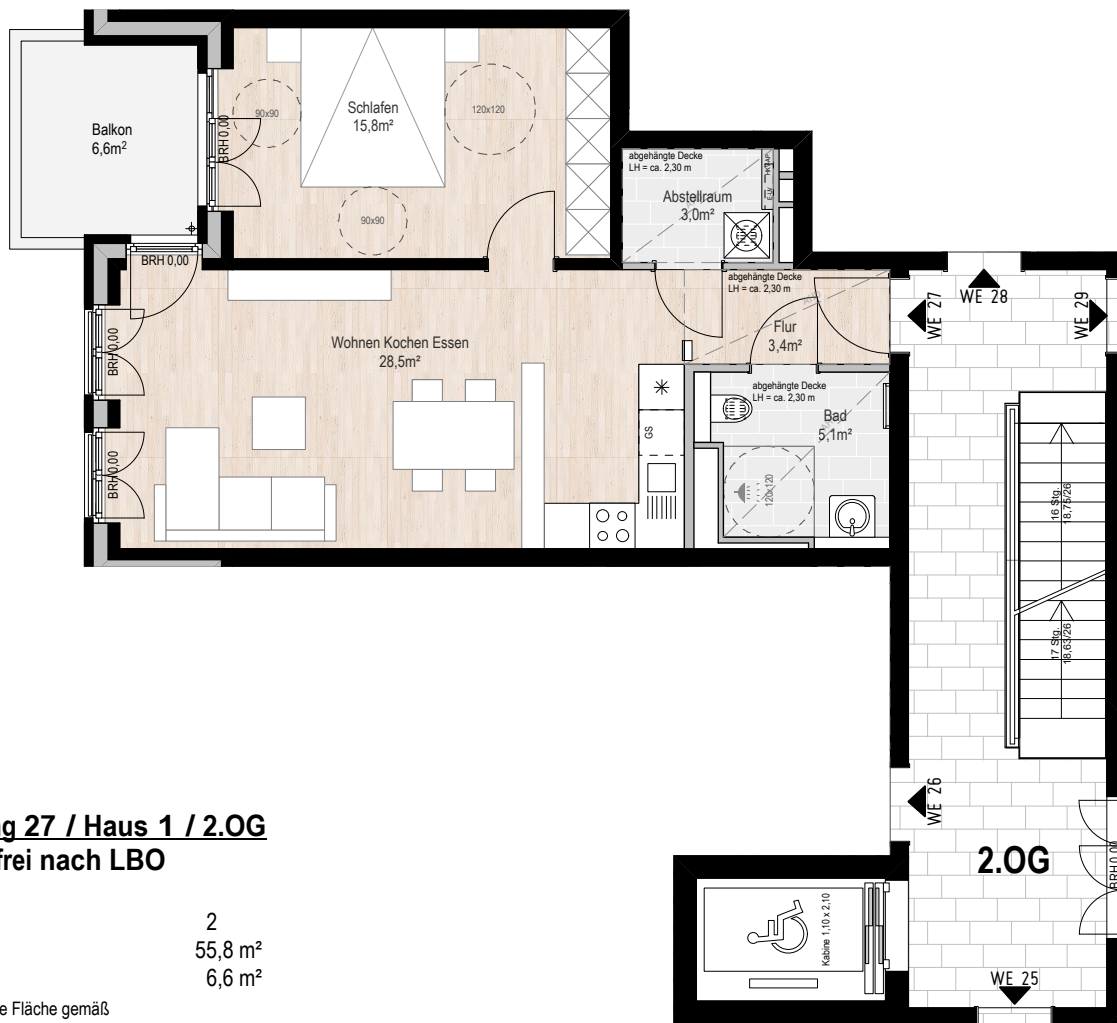 Balkon
6,6m²
BRH 0,00
90x90
Schlafen
15,8m²
120x120
90x90
abgehängte Decke
LH = ca. 2,30 m
Abstellraum
3,0m²
BRH 0,00
BRH 0,00
BRH 0,00
Wohnen Kochen Essen
28,5m²
abgehängte Decke
LH = ca. 2,30 m
Flur
3,4m²
GS
abgehängte Decke
LH = ca. 2,30 m
Bad
5,1m²
120x120
WE 27
WE 28
WE 29
16 Stg.
18,75/26
17 Stg.
18,63/26
WE 26
2.OG
BRH 0,00
Kabine 1,10 x 2,10
WE 25
g 27 / Haus 1 / 2.OG
frei nach LBO
2
55,8 m²
6,6 m²
e Fläche gemäß